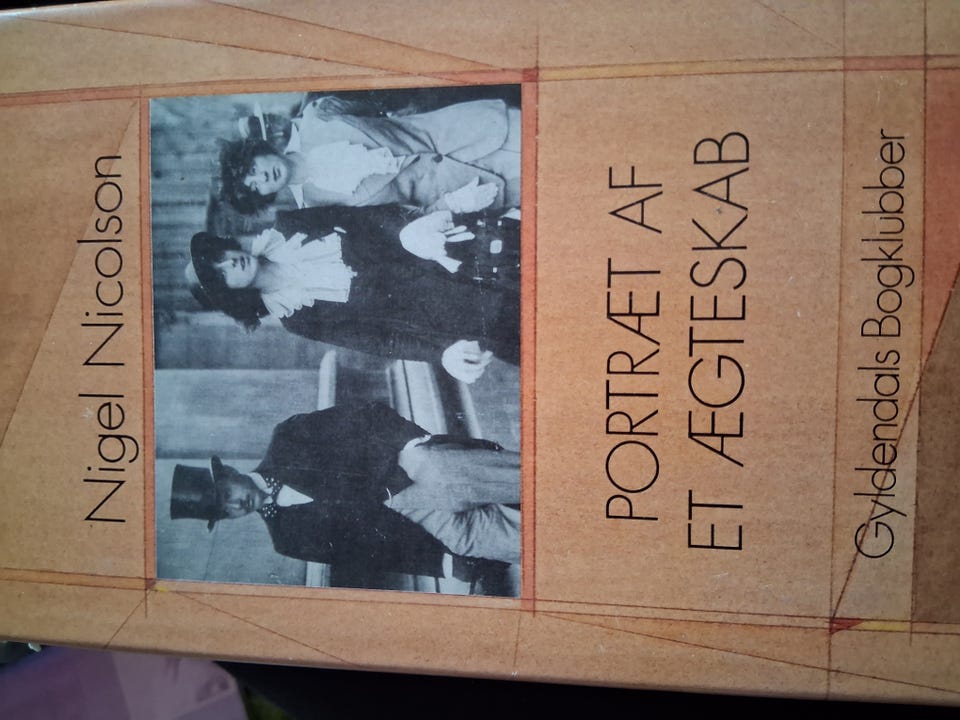 Nigel Nicolson
PORTRÆT AF
ET ÆGTESKAB
Gyldendals Bogklubber